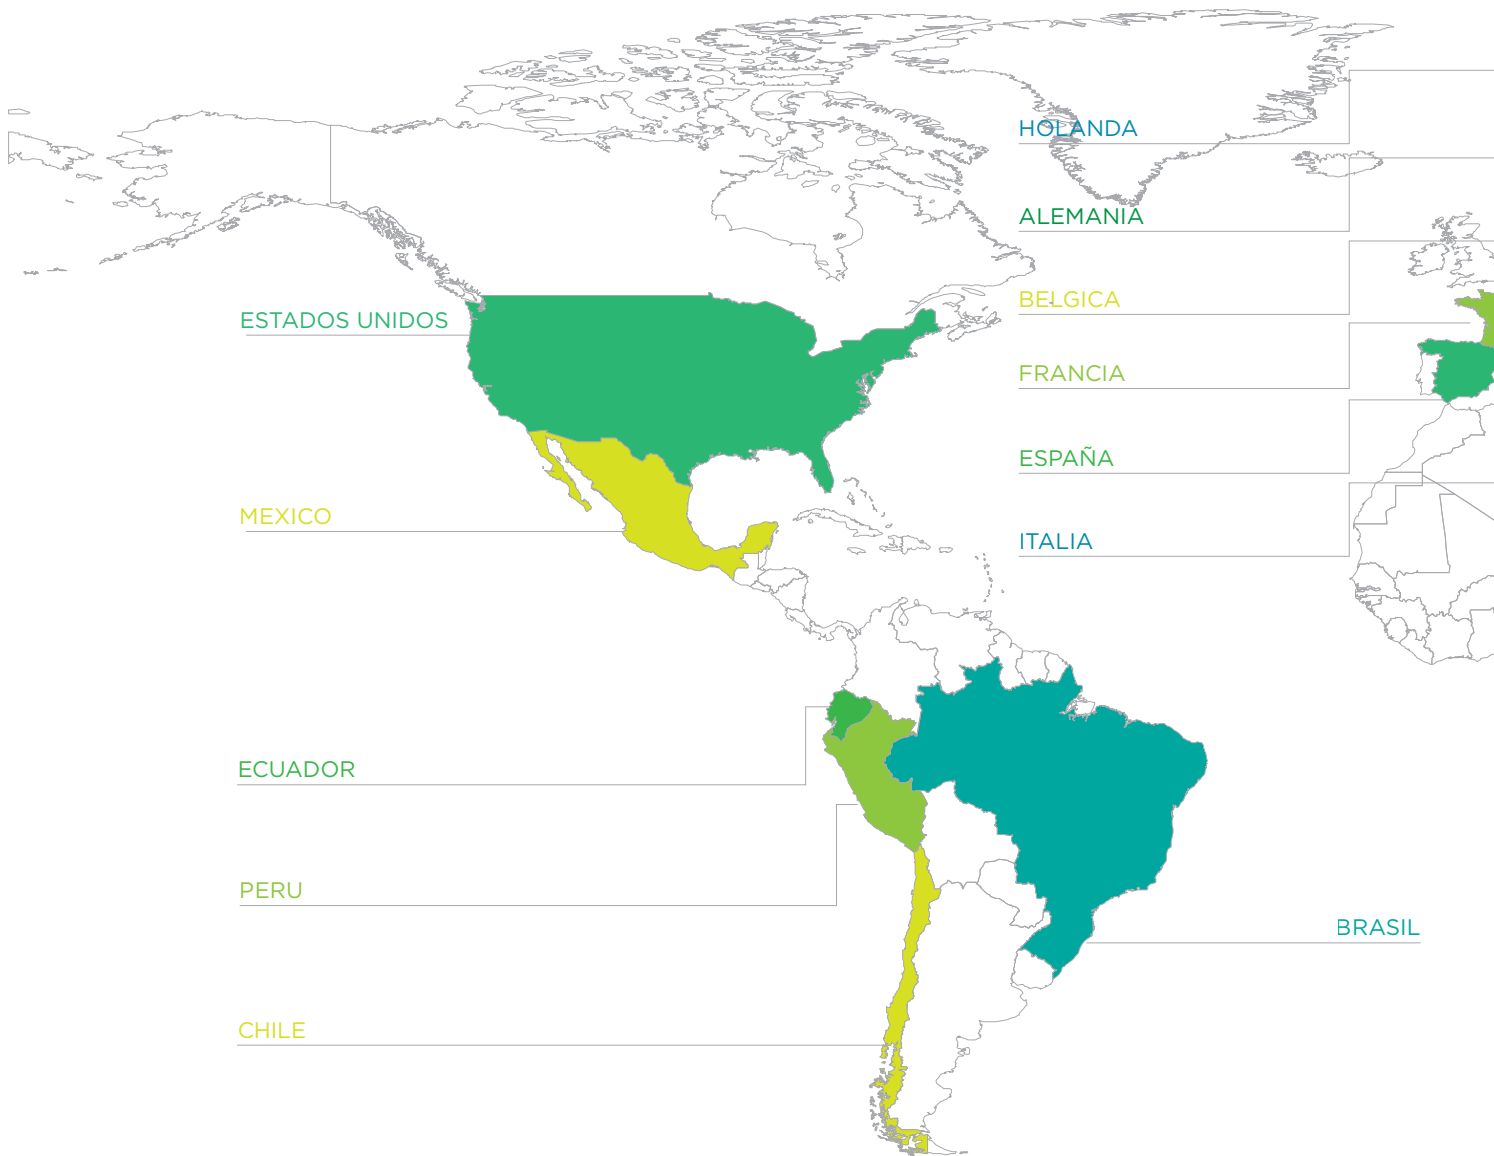 HOLANDA
ALEMANIA
BELGICA
ESTADOS UNIDOS
FRANCIA
ESPAÑA
MEXICO
ITALIA
ECUADOR
PERU
BRASIL
CHILE